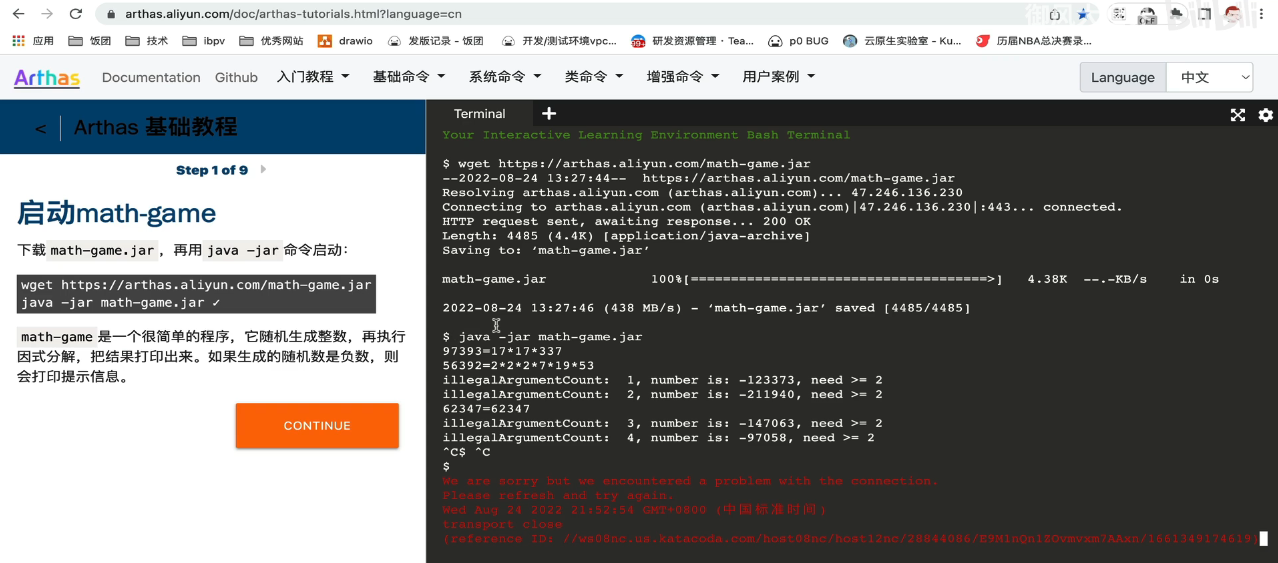 arthas.aliyun.com/doc/arthas-tutorials.html?language=cn
应用 饭团 技术 ibpv 优秀网站 drawio 发版记录 - 饭团 开发/测试环境vpc... 99+ 研发资源管理 · Tea... p0 BUG 云原生实验室 - Ku... 历届NBA总决赛录...
Arthas Documentation Github 入门教程 基础命令 系统命令 类命令 增强命令 用户案例 Language 中文
< Arthas 基础教程
Step 1 of 9
启动math-game
下载 math-game.jar，再用 java -jar 命令启动：
wget https://arthas.aliyun.com/math-game.jar
java -jar math-game.jar ✓
math-game 是一个很简单的程序，它随机生成整数，再执行
因式分解，把结果打印出来。如果生成的随机数是负数，则
会打印提示信息。
CONTINUE
Terminal +
Your Interactive Learning Environment Bash Terminal
$ wget https://arthas.aliyun.com/math-game.jar
--2022-08-24 13:27:44-- https://arthas.aliyun.com/math-game.jar
Resolving arthas.aliyun.com (arthas.aliyun.com)... 47.246.136.230
Connecting to arthas.aliyun.com (arthas.aliyun.com)|47.246.136.230|:443... connected.
HTTP request sent, awaiting response... 200 OK
Length: 4485 (4.4K) [application/java-archive]
Saving to: ‘math-game.jar’
math-game.jar 100%[=====================================>] 4.38K --.-KB/s in 0s
2022-08-24 13:27:46 (438 MB/s) - ‘math-game.jar’ saved [4485/4485]
$ java -jar math-game.jar
97393=17*17*337
56392=2*2*2*7*19*53
illegalArgumentCount: 1, number is: -123373, need >= 2
illegalArgumentCount: 2, number is: -211940, need >= 2
62347=62347
illegalArgumentCount: 3, number is: -147063, need >= 2
illegalArgumentCount: 4, number is: -97058, need >= 2
^C$ ^C
$
We are sorry but we encountered a problem with the connection.
Please refresh and try again.
Wed Aug 24 2022 21:52:54 GMT+0800 (中国标准时间)
transport close